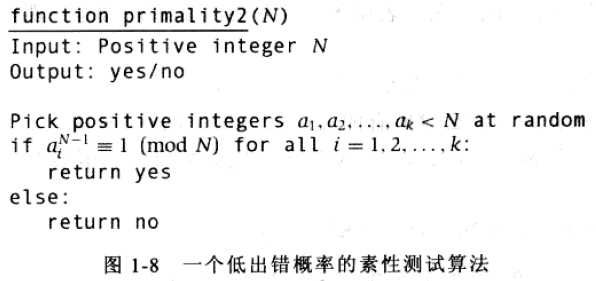 function primality2(N)
Input: Positive integer N
Output: yes/no
Pick positive integers a₁, a₂, ..., aₖ < N at random
if aᵢᴺ⁻¹ ≡ 1 (mod N) for all i = 1, 2, ..., k:
return yes
else:
return no
图 1-8 一个低出错概率的素性测试算法